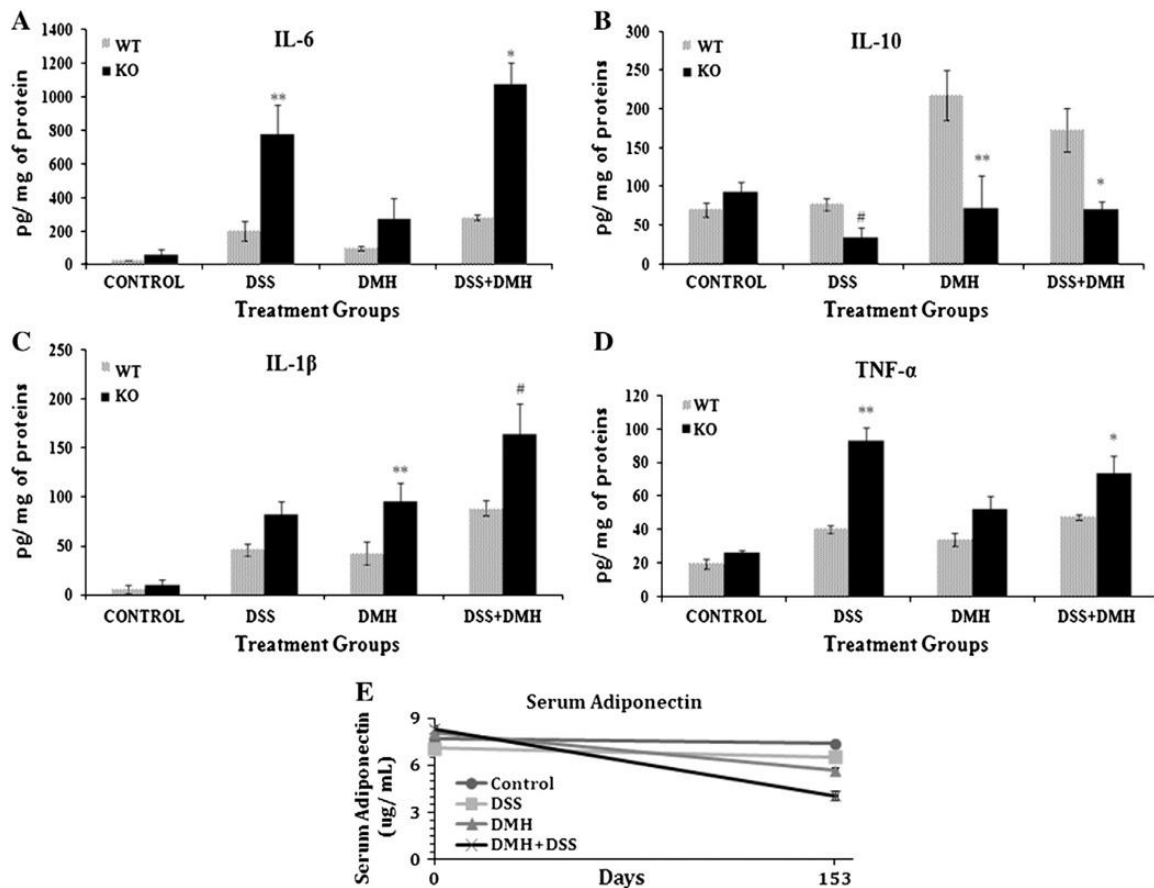 A
IL-6
WT
KO
pg/ mg of protein
1400
1200
1000
800
600
400
200
0
**
*
CONTROL DSS DMH DSS+DMH
Treatment Groups
B
IL-10
WT
KO
pg/ mg of proteins
300
250
200
150
100
50
0
#
**
*
CONTROL DSS DMH DSS+DMH
Treatment Groups
C
IL-1β
WT
KO
pg/ mg of proteins
250
200
150
100
50
0
**
#
CONTROL DSS DMH DSS+DMH
Treatment Groups
D
TNF-α
WT
KO
pg/ mg of proteins
120
100
80
60
40
20
0
**
*
CONTROL DSS DMH DSS+DMH
Treatment Groups
E
Serum Adiponectin
Serum Adiponectin
(ug/ mL)
9
6
3
0
Control
DSS
DMH
DMH+DSS
0 Days 153